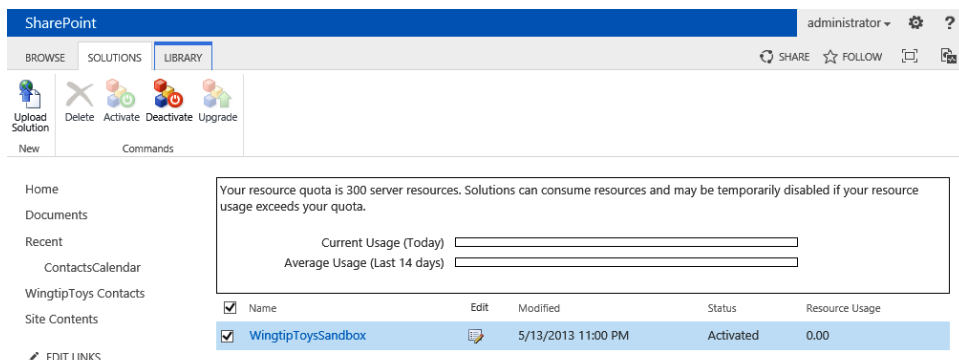 SharePoint
administrator
?
BROWSE SOLUTIONS LIBRARY
SHARE FOLLOW
Upload Solution
Delete Activate Deactivate Upgrade
New Commands
Home
Documents
Recent
ContactsCalendar
WingtipToys Contacts
Site Contents
EDIT LINKS
Your resource quota is 300 server resources. Solutions can consume resources and may be temporarily disabled if your resource
usage exceeds your quota.
Current Usage (Today)
Average Usage (Last 14 days)
Name Edit Modified Status Resource Usage
WingtipToysSandbox 5/13/2013 11:00 PM Activated 0.00